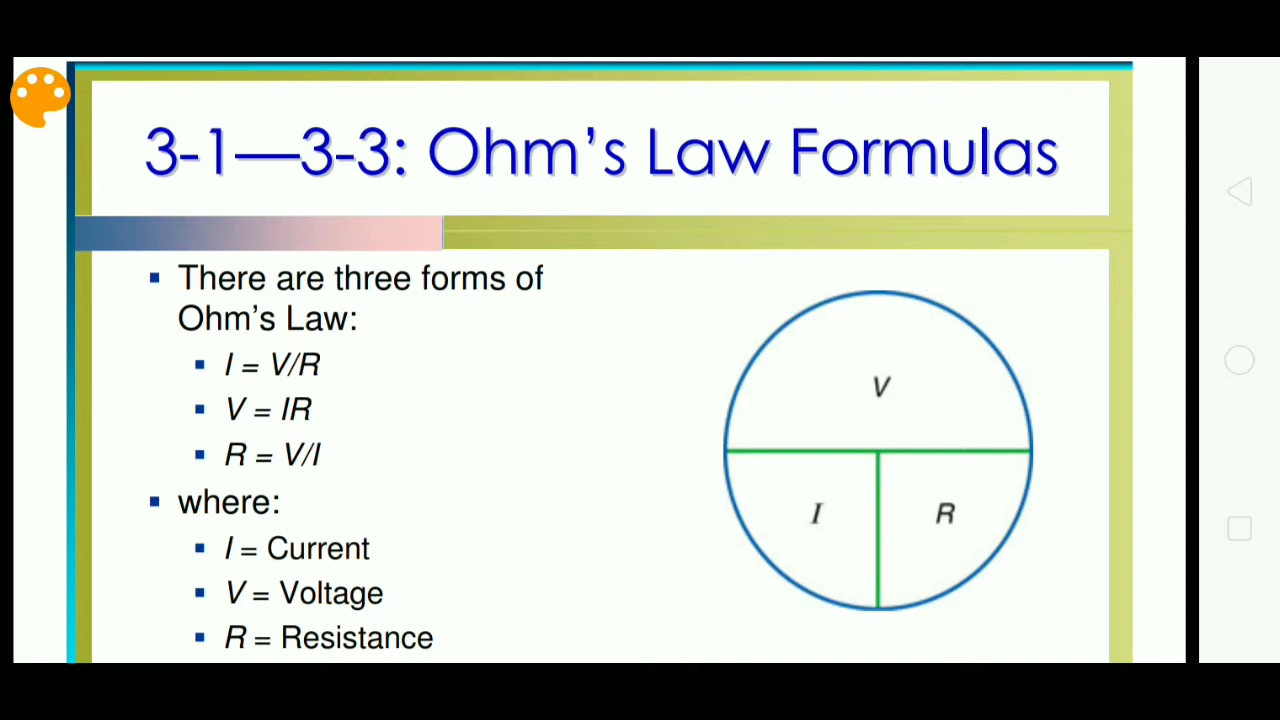 3-1—3-3: Ohm's Law Formulas
▪ There are three forms of
Ohm's Law:
▪ I = V/R
▪ V = IR
▪ R = V/I
▪ where:
▪ I = Current
▪ V = Voltage
▪ R = Resistance
V
I R